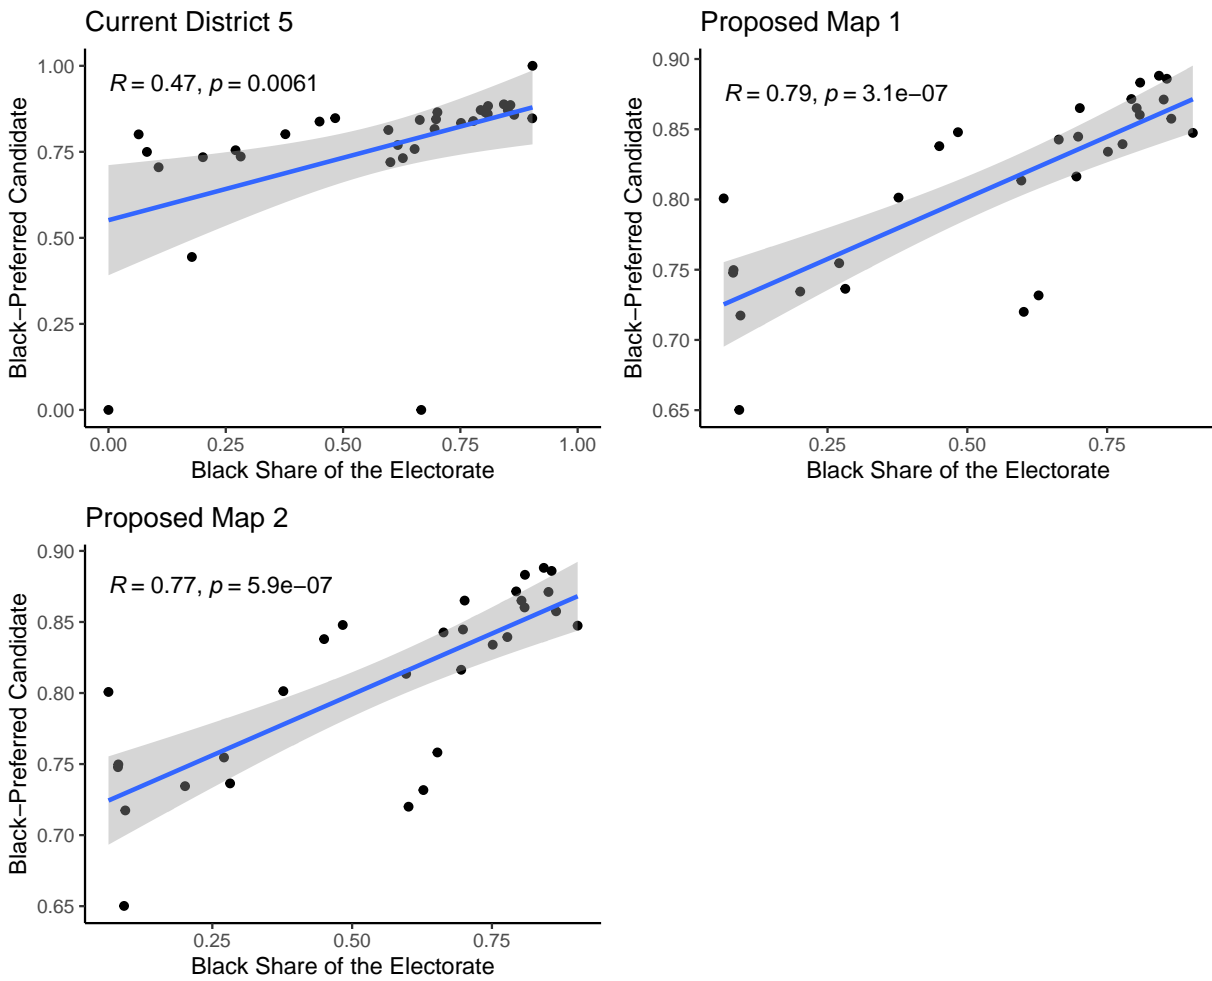 Current District 5
R = 0.47, p = 0.0061
1.00
0.75
0.50
0.25
0.00
Black−Preferred Candidate
0.00 0.25 0.50 0.75 1.00
Black Share of the Electorate
Proposed Map 1
R = 0.79, p = 3.1e−07
0.90
0.85
0.80
0.75
0.70
0.65
Black−Preferred Candidate
0.25 0.50 0.75
Black Share of the Electorate
Proposed Map 2
R = 0.77, p = 5.9e−07
0.90
0.85
0.80
0.75
0.70
0.65
Black−Preferred Candidate
0.25 0.50 0.75
Black Share of the Electorate